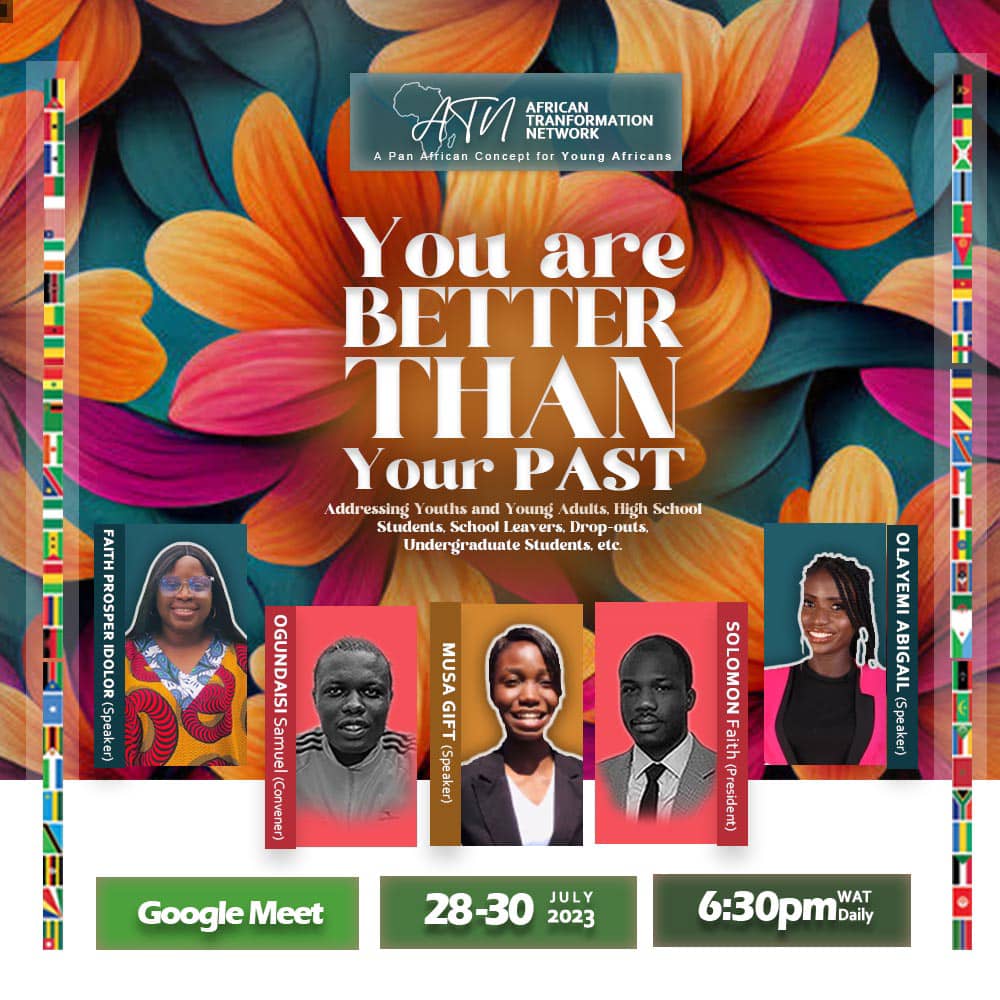 ATN
AFRICAN
TRANFORMATION
NETWORK
A Pan African Concept for Young Africans
You are
BETTER
THAN
Your PAST
Addressing Youths and Young Adults, High School
Students, School Leavers, Drop-outs,
Undergraduate Students, etc.
FAITH PROSPER IDOLOR (Speaker)
OGUNDAISI Samuel (Convener)
MUSA GIFT (Speaker)
SOLOMON Faith (President)
OLAYEMI ABIGAIL (Speaker)
Google Meet
28-30 JULY
2023
6:30pm WAT
Daily